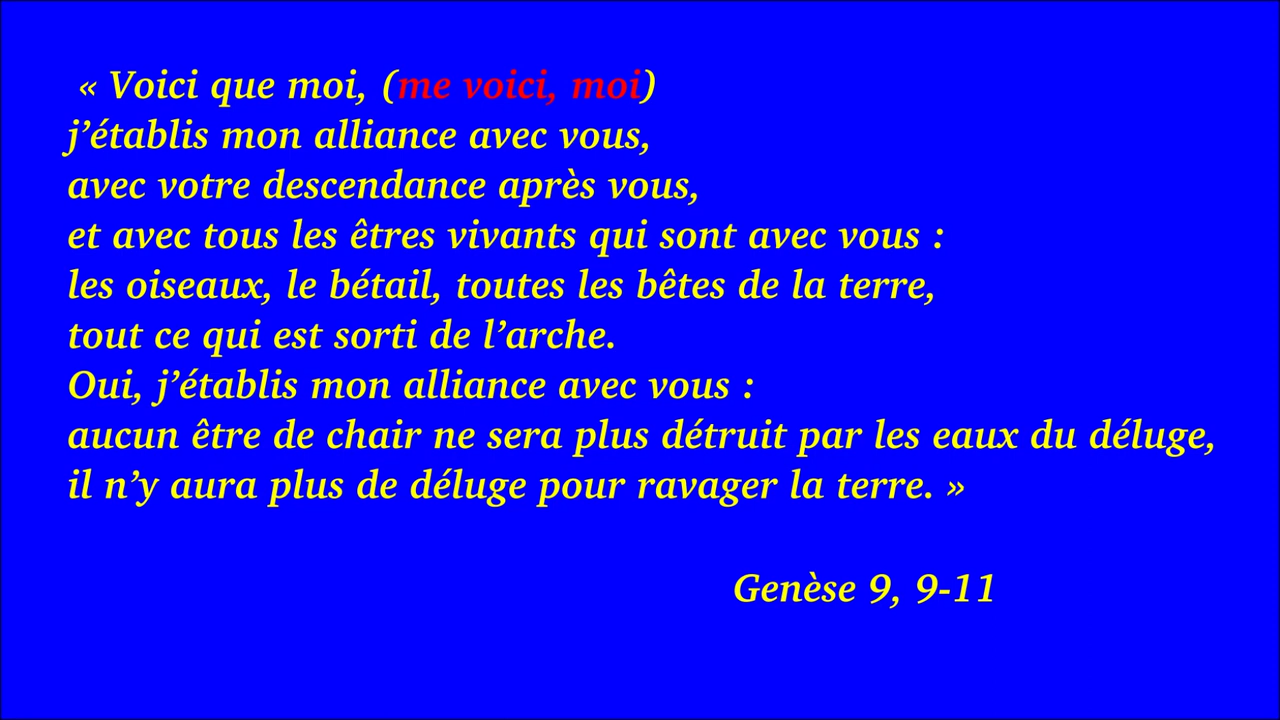 « Voici que moi, (me voici, moi)
j’établis mon alliance avec vous,
avec votre descendance après vous,
et avec tous les êtres vivants qui sont avec vous :
les oiseaux, le bétail, toutes les bêtes de la terre,
tout ce qui est sorti de l’arche.
Oui, j’établis mon alliance avec vous :
aucun être de chair ne sera plus détruit par les eaux du déluge,
il n’y aura plus de déluge pour ravager la terre. »
Genèse 9, 9-11